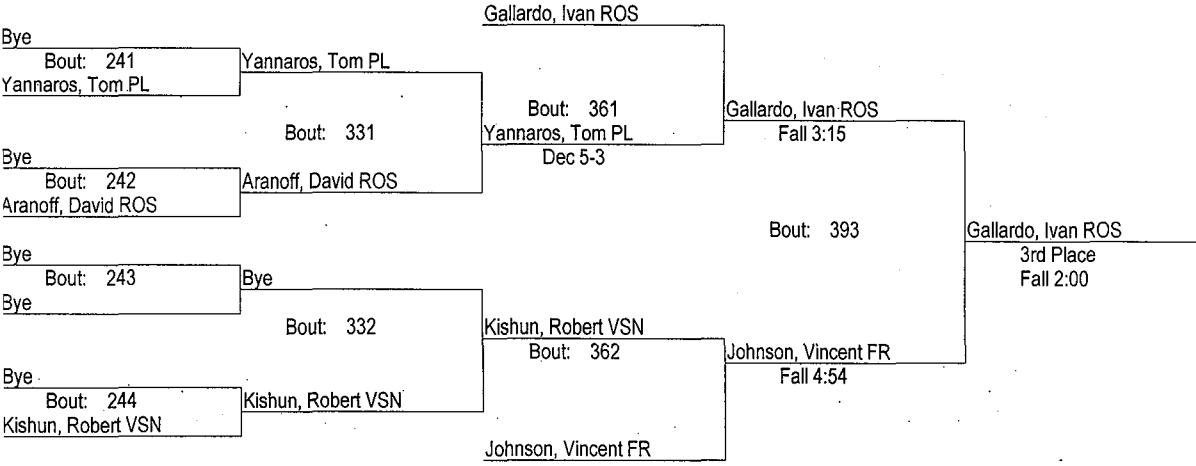 Gallardo, Ivan ROS
Bye
Bout: 241
Yannaros, Tom PL
Yannaros, Tom PL
Bout: 331
Bye
Bout: 242
Aranoff, David ROS
Aranoff, David ROS
Bout: 361
Yannaros, Tom PL
Dec 5-3
Gallardo, Ivan ROS
Fall 3:15
Bye
Bout: 243
Bye
Bye
Bout: 332
Bye
Bout: 244
Kishun, Robert VSN
Kishun, Robert VSN
Kishun, Robert VSN
Bout: 362
Johnson, Vincent FR
Johnson, Vincent FR
Fall 4:54
Bout: 393
Gallardo, Ivan ROS
3rd Place
Fall 2:00